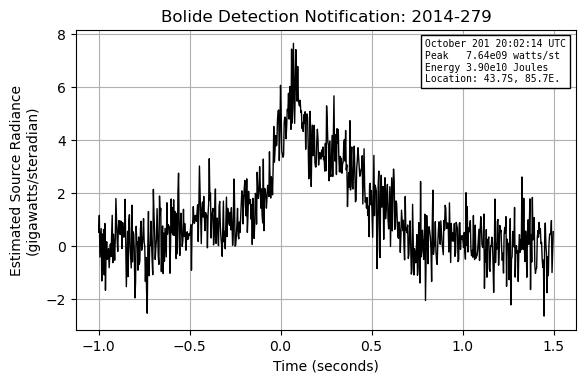 Bolide Detection Notification: 2014-279
October 201 20:02:14 UTC
Peak   7.64e09 watts/st
Energy 3.90e10 Joules
Location: 43.7S, 85.7E.
Estimated Source Radiance
(gigawatts/steradian)
8
6
4
2
0
−2
−1.0 −0.5 0.0 0.5 1.0 1.5
Time (seconds)